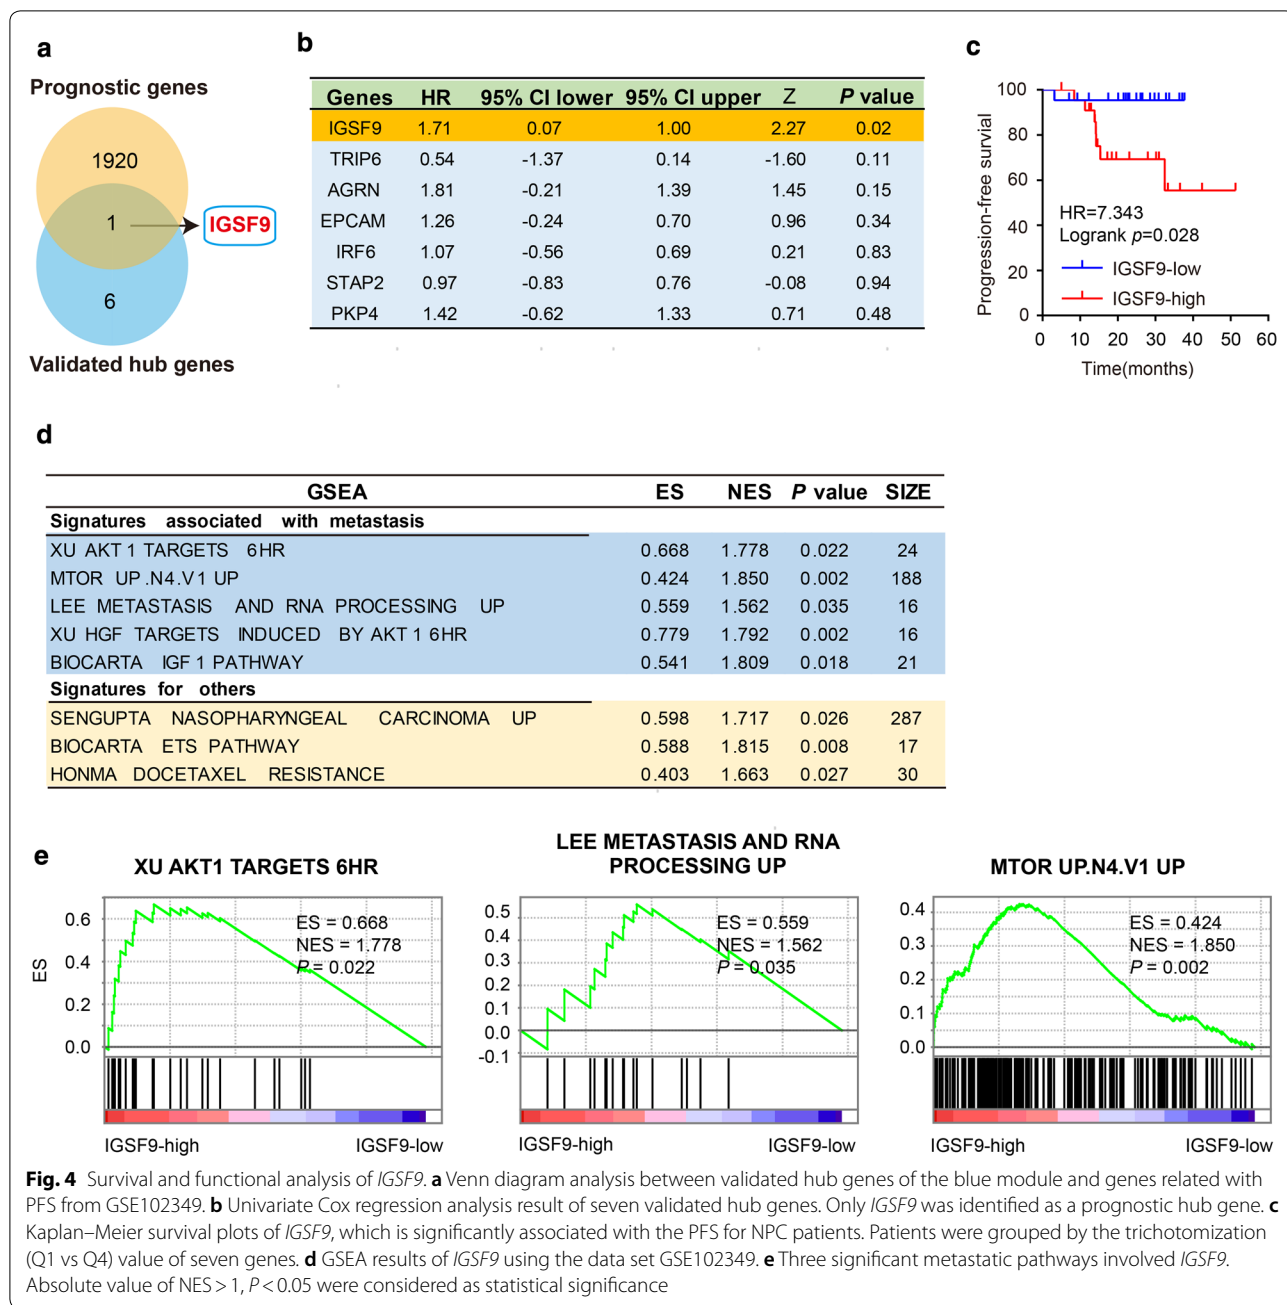 a
Prognostic genes
1920
1
IGSF9
6
Validated hub genes
b
Genes HR 95% CI lower 95% CI upper Z P value
IGSF9 1.71 0.07 1.00 2.27 0.02
TRIP6 0.54 -1.37 0.14 -1.60 0.11
AGRN 1.81 -0.21 1.39 1.45 0.15
EPCAM 1.26 -0.24 0.70 0.96 0.34
IRF6 1.07 -0.56 0.69 0.21 0.83
STAP2 0.97 -0.83 0.76 -0.08 0.94
PKP4 1.42 -0.62 1.33 0.71 0.48
c
Progression-free survial
100
80
60
40
20
0
HR=7.343
Logrank p=0.028
IGSF9-low
IGSF9-high
0 10 20 30 40 50 60
Time(months)
d
GSEA ES NES P value SIZE
Signatures associated with metastasis
XU AKT 1 TARGETS 6HR 0.668 1.778 0.022 24
MTOR UP .N4.V1 UP 0.424 1.850 0.002 188
LEE METASTASIS AND RNA PROCESSING UP 0.559 1.562 0.035 16
XU HGF TARGETS INDUCED BY AKT 1 6HR 0.779 1.792 0.002 16
BIOCARTA IGF 1 PATHWAY 0.541 1.809 0.018 21
Signatures for others
SENGUPTA NASOPHARYNGEAL CARCINOMA UP 0.598 1.717 0.026 287
BIOCARTA ETS PATHWAY 0.588 1.815 0.008 17
HONMA DOCETAXEL RESISTANCE 0.403 1.663 0.027 30
e
XU AKT1 TARGETS 6HR
ES
0.6
0.4
0.2
0.0
ES = 0.668
NES = 1.778
P = 0.022
IGSF9-high IGSF9-low
LEE METASTASIS AND RNA
PROCESSING UP
0.5
0.4
0.3
0.2
0.1
0.0
-0.1
ES = 0.559
NES = 1.562
P = 0.035
IGSF9-high IGSF9-low
MTOR UP.N4.V1 UP
0.4
0.3
0.2
0.1
0.0
ES = 0.424
NES = 1.850
P = 0.002
IGSF9-high IGSF9-low
Fig. 4 Survival and functional analysis of IGSF9. a Venn diagram analysis between validated hub genes of the blue module and genes related with
PFS from GSE102349. b Univariate Cox regression analysis result of seven validated hub genes. Only IGSF9 was identified as a prognostic hub gene. c
Kaplan–Meier survival plots of IGSF9, which is significantly associated with the PFS for NPC patients. Patients were grouped by the trichotomization
(Q1 vs Q4) value of seven genes. d GSEA results of IGSF9 using the data set GSE102349. e Three significant metastatic pathways involved IGSF9.
Absolute value of NES > 1, P < 0.05 were considered as statistical significance